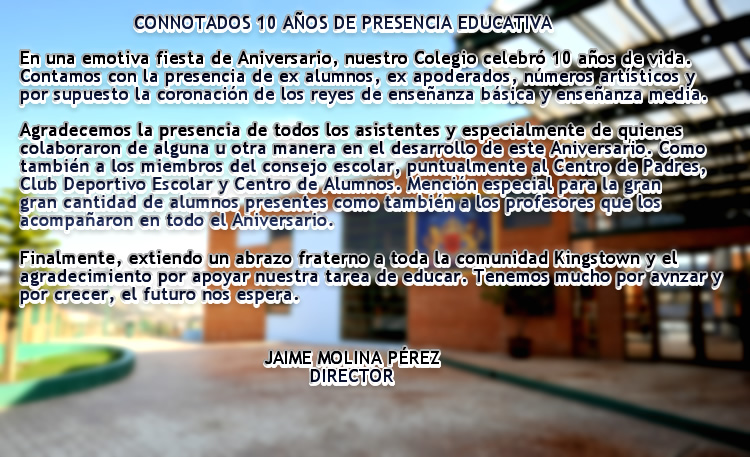 CONNOTADOS 10 AÑOS DE PRESENCIA EDUCATIVA
En una emotiva fiesta de Aniversario, nuestro Colegio celebró 10 años de vida.
Contamos con la presencia de ex alumnos, ex apoderados, números artísticos y
por supuesto la coronación de los reyes de enseñanza básica y enseñanza media.
Agradecemos la presencia de todos los asistentes y especialmente de quienes
colaboraron de alguna u otra manera en el desarrollo de este Aniversario. Como
también a los miembros del consejo escolar, puntualmente al Centro de Padres,
Club Deportivo Escolar y Centro de Alumnos. Mención especial para la gran
gran cantidad de alumnos presentes como también a los profesores que los
acompañaron en todo el Aniversario.
Finalmente, extiendo un abrazo fraterno a toda la comunidad Kingstown y el
agradecimiento por apoyar nuestra tarea de educar. Tenemos mucho por avnzar y
por crecer, el futuro nos espera.
JAIME MOLINA PÉREZ
DIRECTOR